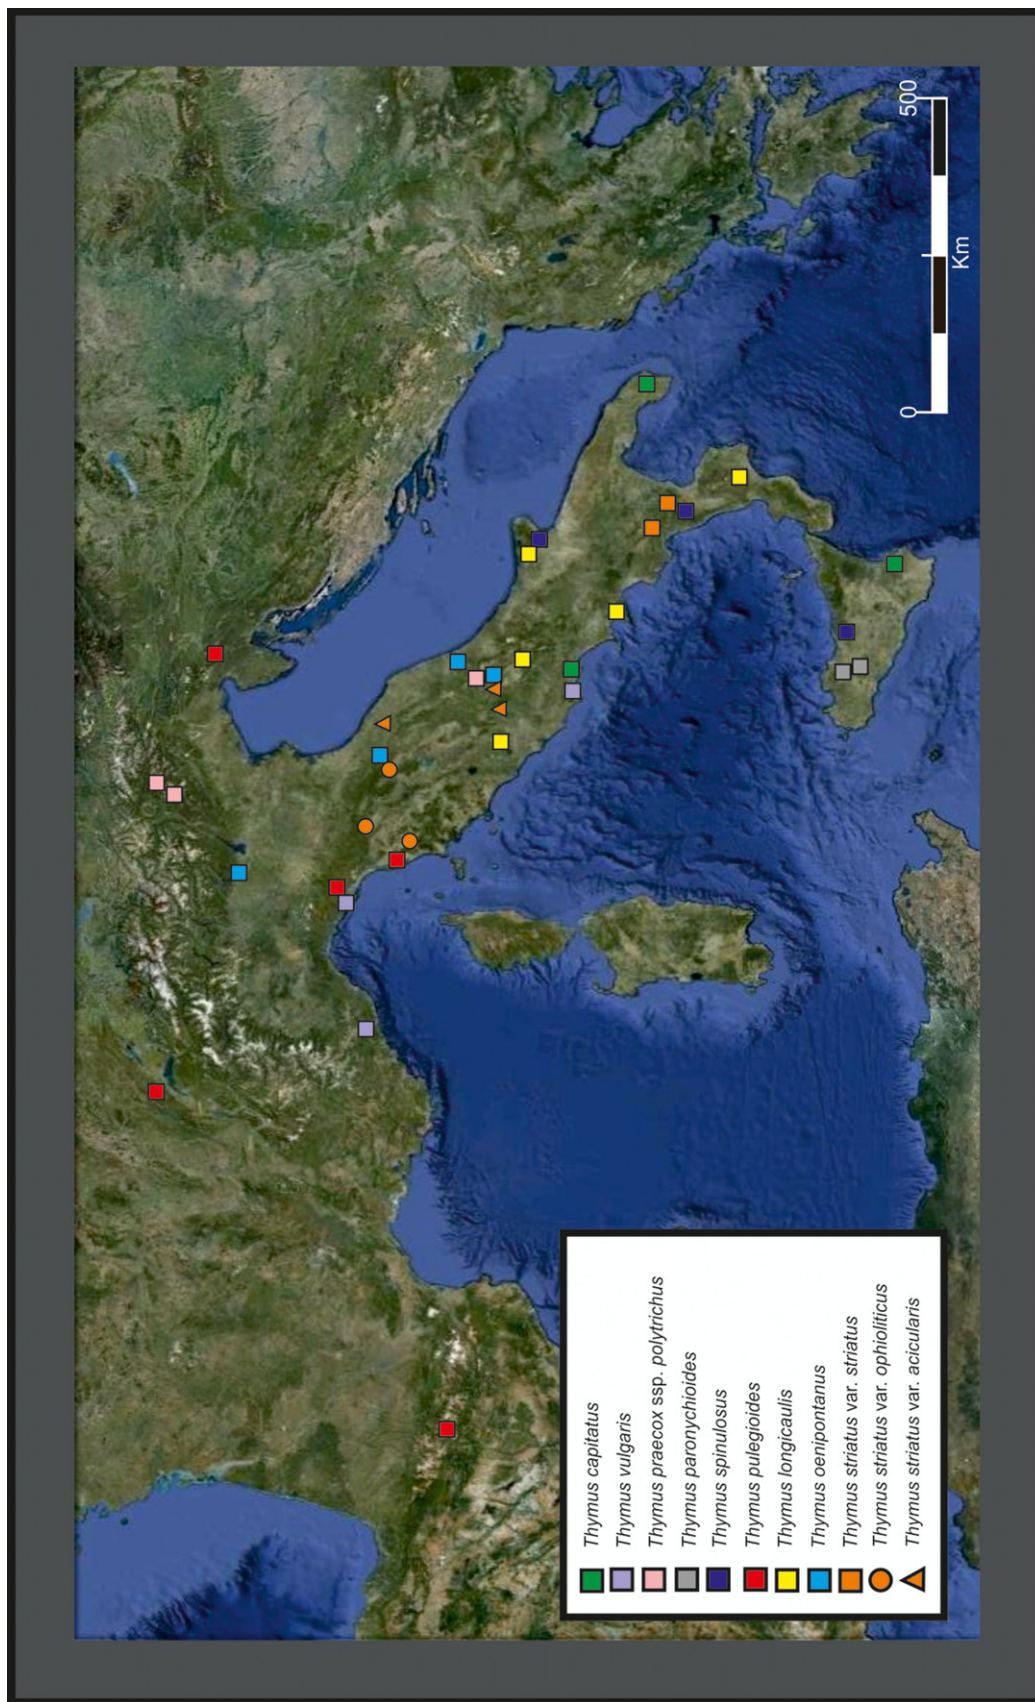 Thymus capitatus
Thymus vulgaris
Thymus praecox ssp. polytrichus
Thymus paronychioides
Thymus spinulosus
Thymus pulegioides
Thymus longicaulis
Thymus oenipontanus
Thymus striatus var. striatus
Thymus striatus var. ophioliticus
Thymus striatus var. acicularis
0 500
Km